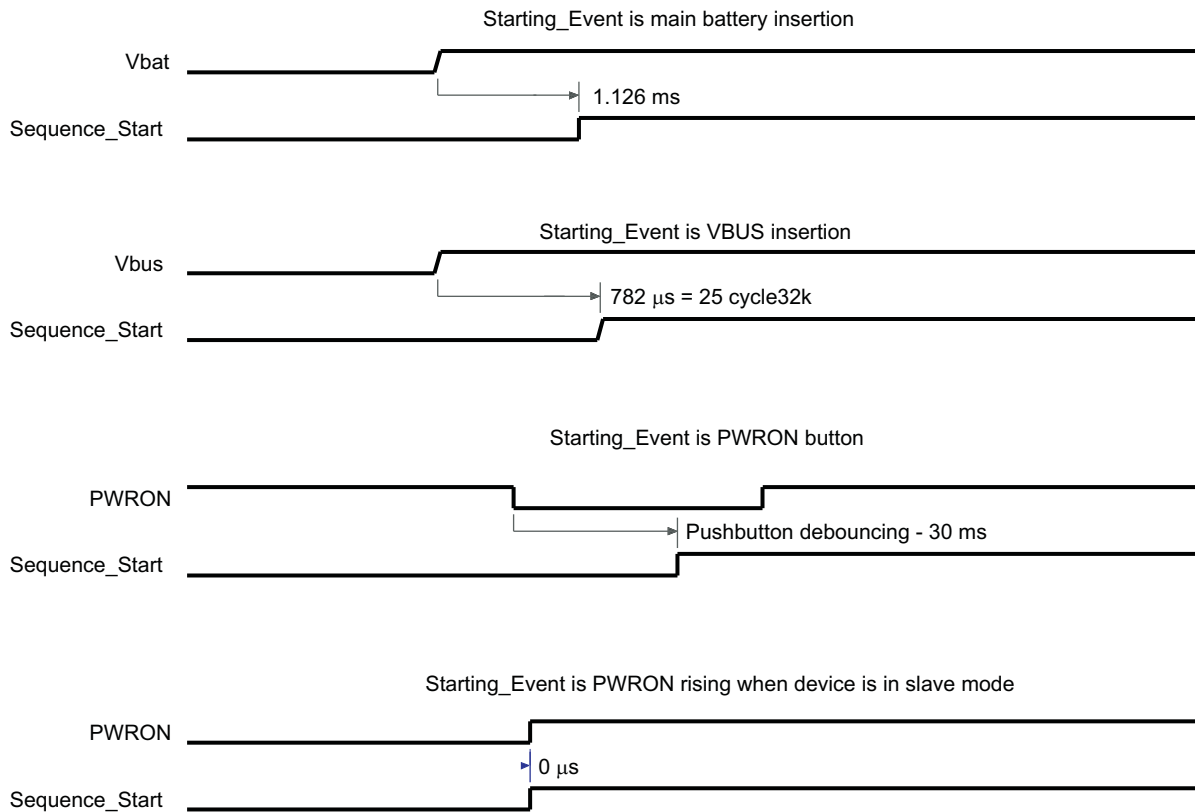 Starting_Event is main battery insertion
Vbat
1.126 ms
Sequence_Start
Starting_Event is VBUS insertion
Vbus
782 μs = 25 cycle32k
Sequence_Start
Starting_Event is PWRON button
PWRON
Pushbutton debouncing - 30 ms
Sequence_Start
Starting_Event is PWRON rising when device is in slave mode
PWRON
0 μs
Sequence_Start